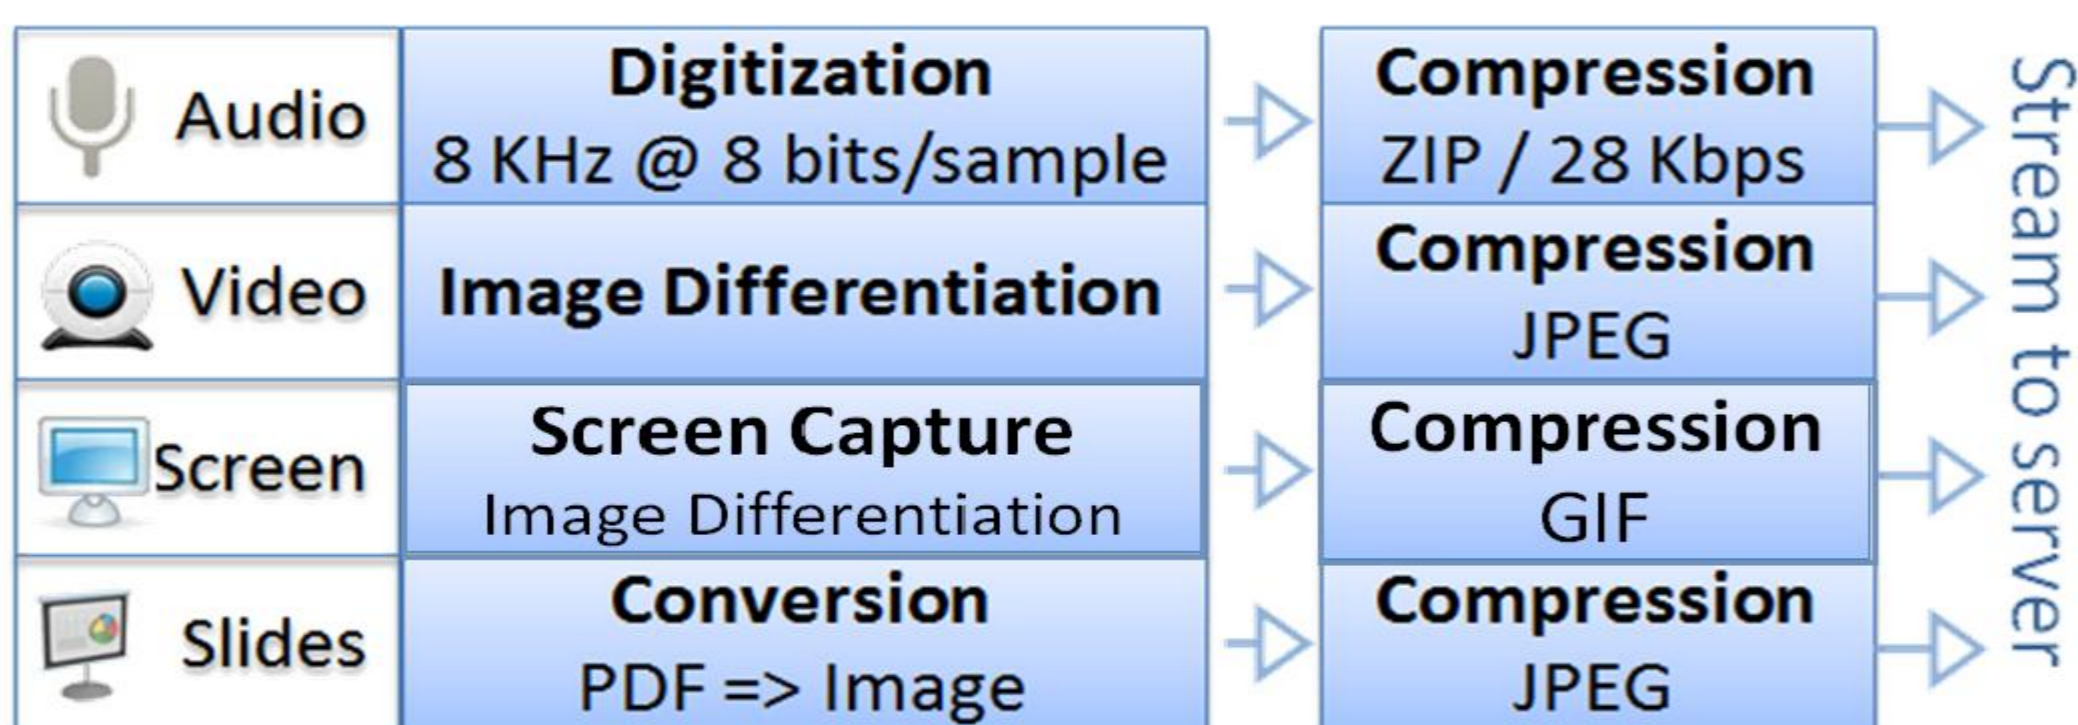 Audio
Digitization
8 KHz @ 8 bits/sample
Compression
ZIP / 28 Kbps
Video
Image Differentiation
Compression
JPEG
Screen
Screen Capture
Image Differentiation
Compression
GIF
Slides
Conversion
PDF => Image
Compression
JPEG
Stream to server